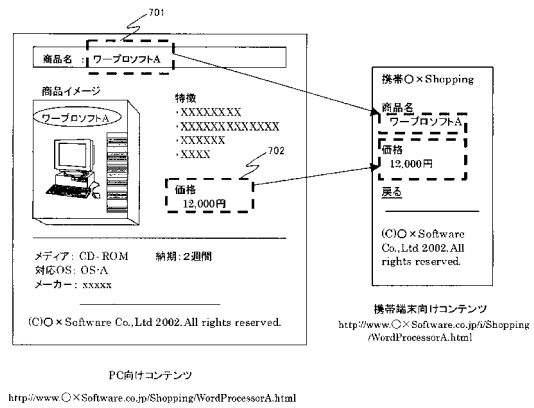 701
商品名 : ワープロソフトA
商品イメージ
ワープロソフトA
特徴
·XXXXXXXX
·XXXXXXXXXXXXX
·XXXXXX
·XXXX
702
価格
12,000円
メディア: CD-ROM 納期: 2週間
対応OS: OS-A
メーカー: xxxxx
(C)○×Software Co.,Ltd 2002. All rights reserved.
PC向けコンテンツ
http://www.○×Software.co.jp/Shopping/WordProcessorA.html
携帯○×Shopping
商品名
ワープロソフトA
価格
12,000円
戻る
(C)○×Software
Co.,Ltd 2002. All
rights reserved.
携帯端末向けコンテンツ
http://www.○×Software.co.jp/i/Shopping
/WordProcessorA.html